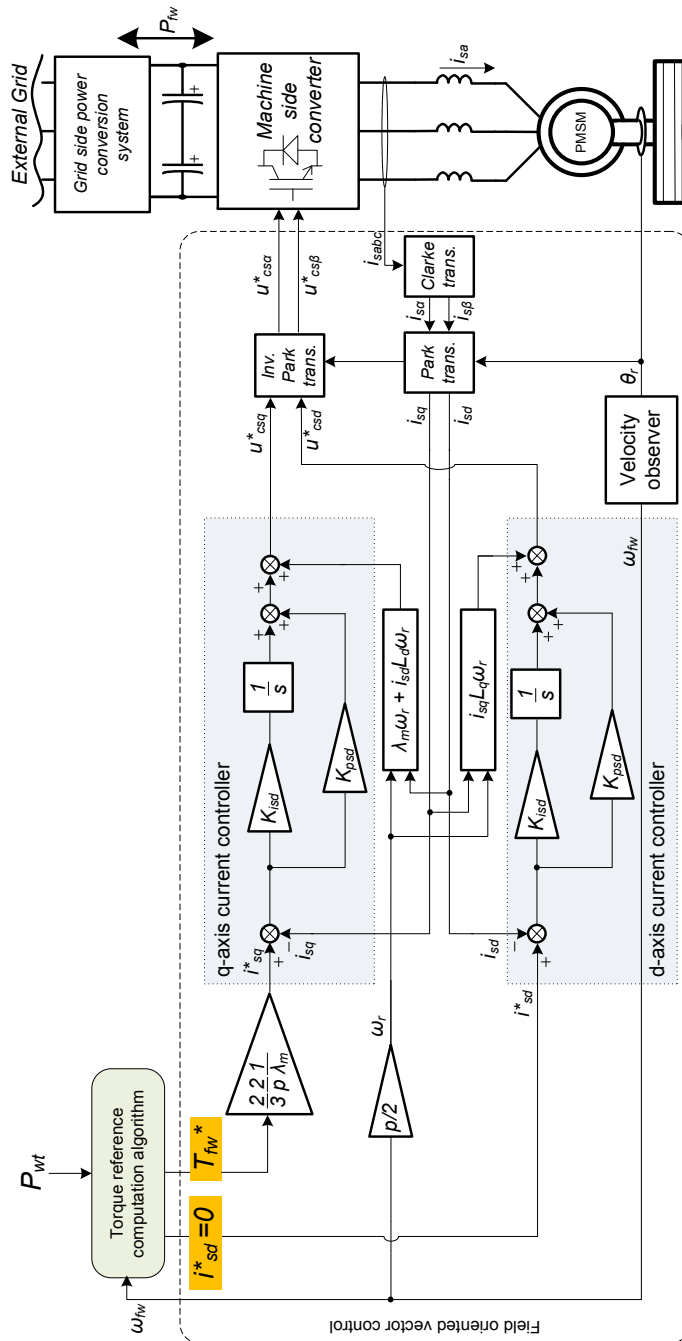 P_wt
ω_fw
Torque reference
computation algorithm
i*_sd =0
T_fw*
Field oriented vector control
2 2 1
3 p λ_m
p/2
ω_r
q-axis current controller
i*_sq
+
-
i_sq
K_isd
1
s
K_psd
+
+
+
+
λ_mω_r + i_sdL_dω_r
i_sqL_qω_r
d-axis current controller
i*_sd
+
-
i_sd
K_isd
1
s
K_psd
+
+
+
+
u*_csq
u*_csd
Inv.
Park
trans.
u*_csα
u*_csβ
i_sq
i_sd
Park
trans.
i_sα
i_sβ
Clarke
trans.
i_sabc
Velocity
observer
ω_fw
θ_r
External Grid
Grid side power
conversion
system
P_fw
+
+
Machine
side
converter
i_sa
PMSM